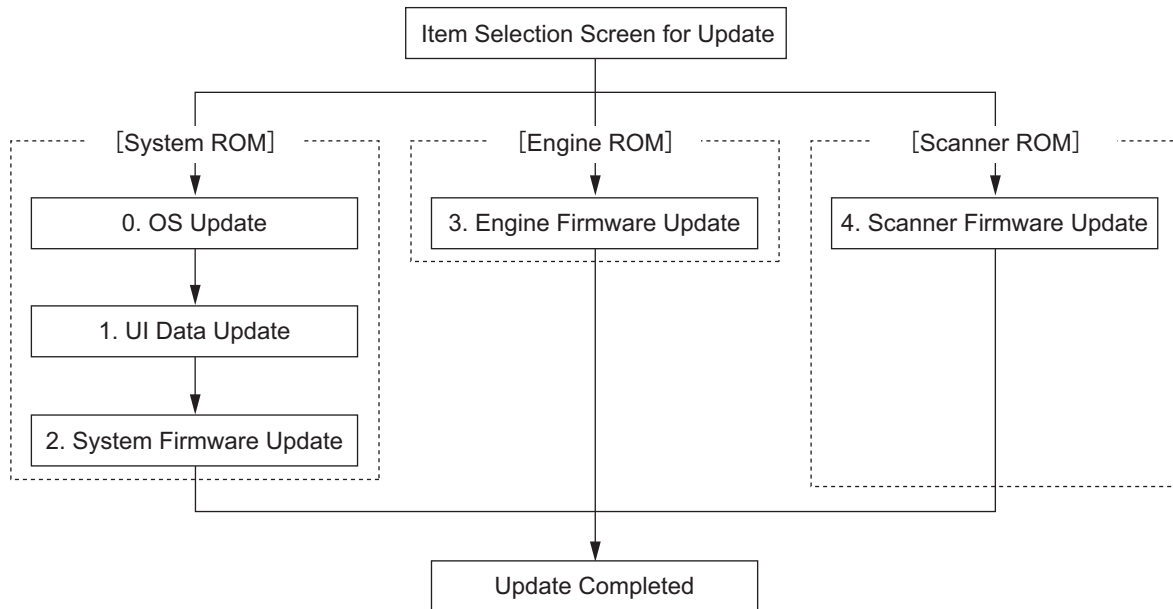 Item Selection Screen for Update
[System ROM]
[Engine ROM]
[Scanner ROM]
0. OS Update
3. Engine Firmware Update
4. Scanner Firmware Update
1. UI Data Update
2. System Firmware Update
Update Completed